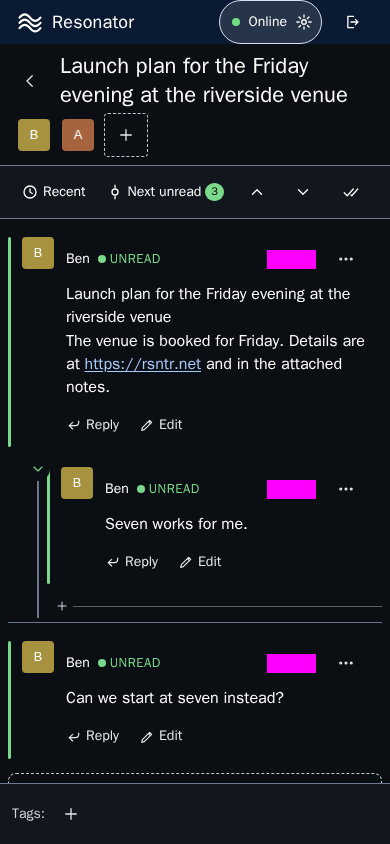 Resonator
Online
Launch plan for the Friday
evening at the riverside venue
B
A
Recent
Next unread 3
B
Ben UNREAD
Launch plan for the Friday evening at the
riverside venue
The venue is booked for Friday. Details are
at https://rsntr.net and in the attached
notes.
Reply Edit
B
Ben UNREAD
Seven works for me.
Reply Edit
B
Ben UNREAD
Can we start at seven instead?
Reply Edit
Tags: